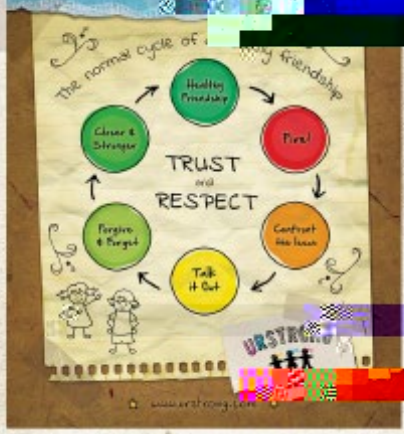 The normal cycle of friendship
Healthy
Friendship
Fire!
Confront
the Issue
Talk
it Out
Forgive
& Forget
Closer &
Stronger
TRUST
and
RESPECT
URSTRONG
www.urstrong.com